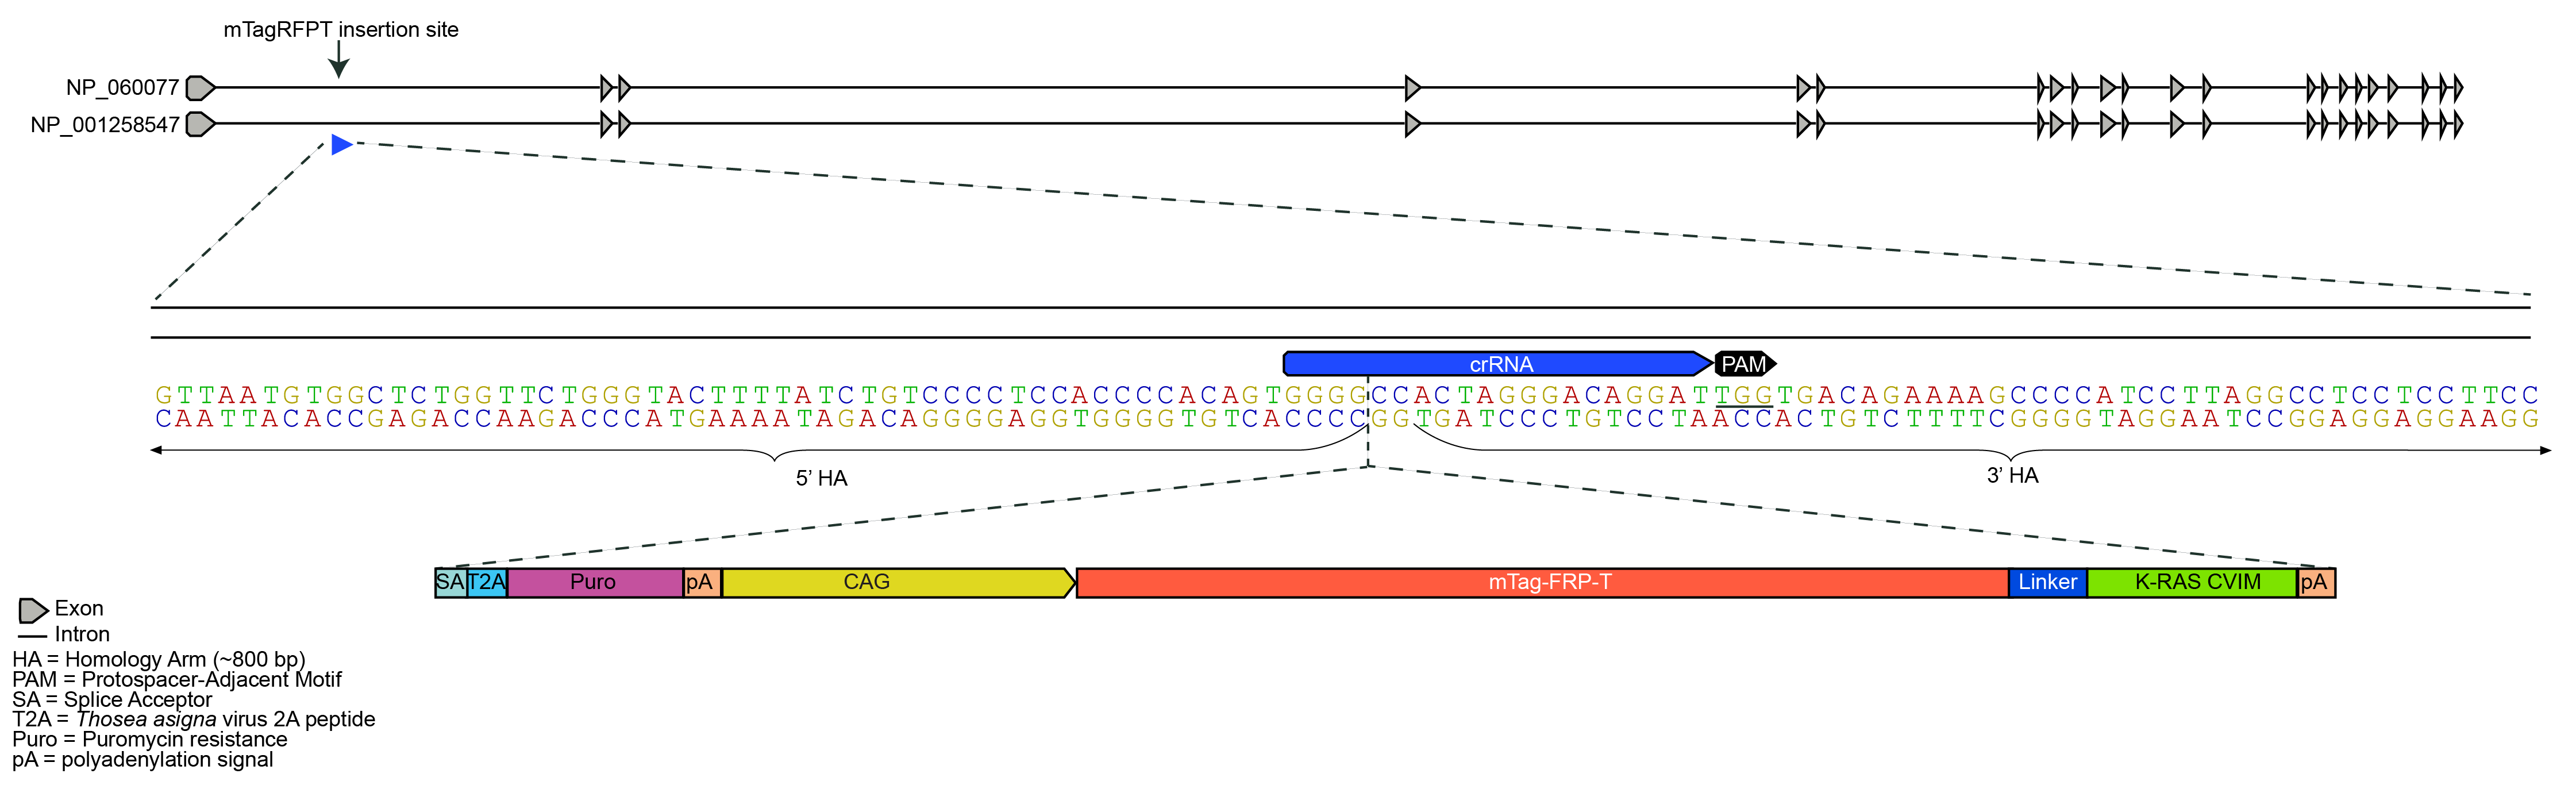 mTagRFPT insertion site
NP_060077
NP_001258547
crRNA PAM
GTTAATGTGGCTCTGGTTCTGGGTACTTTTATCTGTCCCCTCCACCCCACAGTGGGGCCACTAGGGACAGGATTGGTGACAGAAAAGCCCCATCCTTAGGCCTCCTCCTTCC
CAATTACACCGAGACCAAGACCCATGAAAATAGACAGGGGAGGTGGGGTGTCACCCCGGTGATCCCTGTCCTAACCACTGTCTTTTCGGGGTAGGAATCCGGAGGAGGAAGG
5’ HA 3’ HA
SA T2A Puro pA CAG mTag-FRP-T Linker K-RAS CVIM pA
Exon
Intron
HA = Homology Arm (~800 bp)
PAM = Protospacer-Adjacent Motif
SA = Splice Acceptor
T2A = Thosea asigna virus 2A peptide
Puro = Puromycin resistance
pA = polyadenylation signal